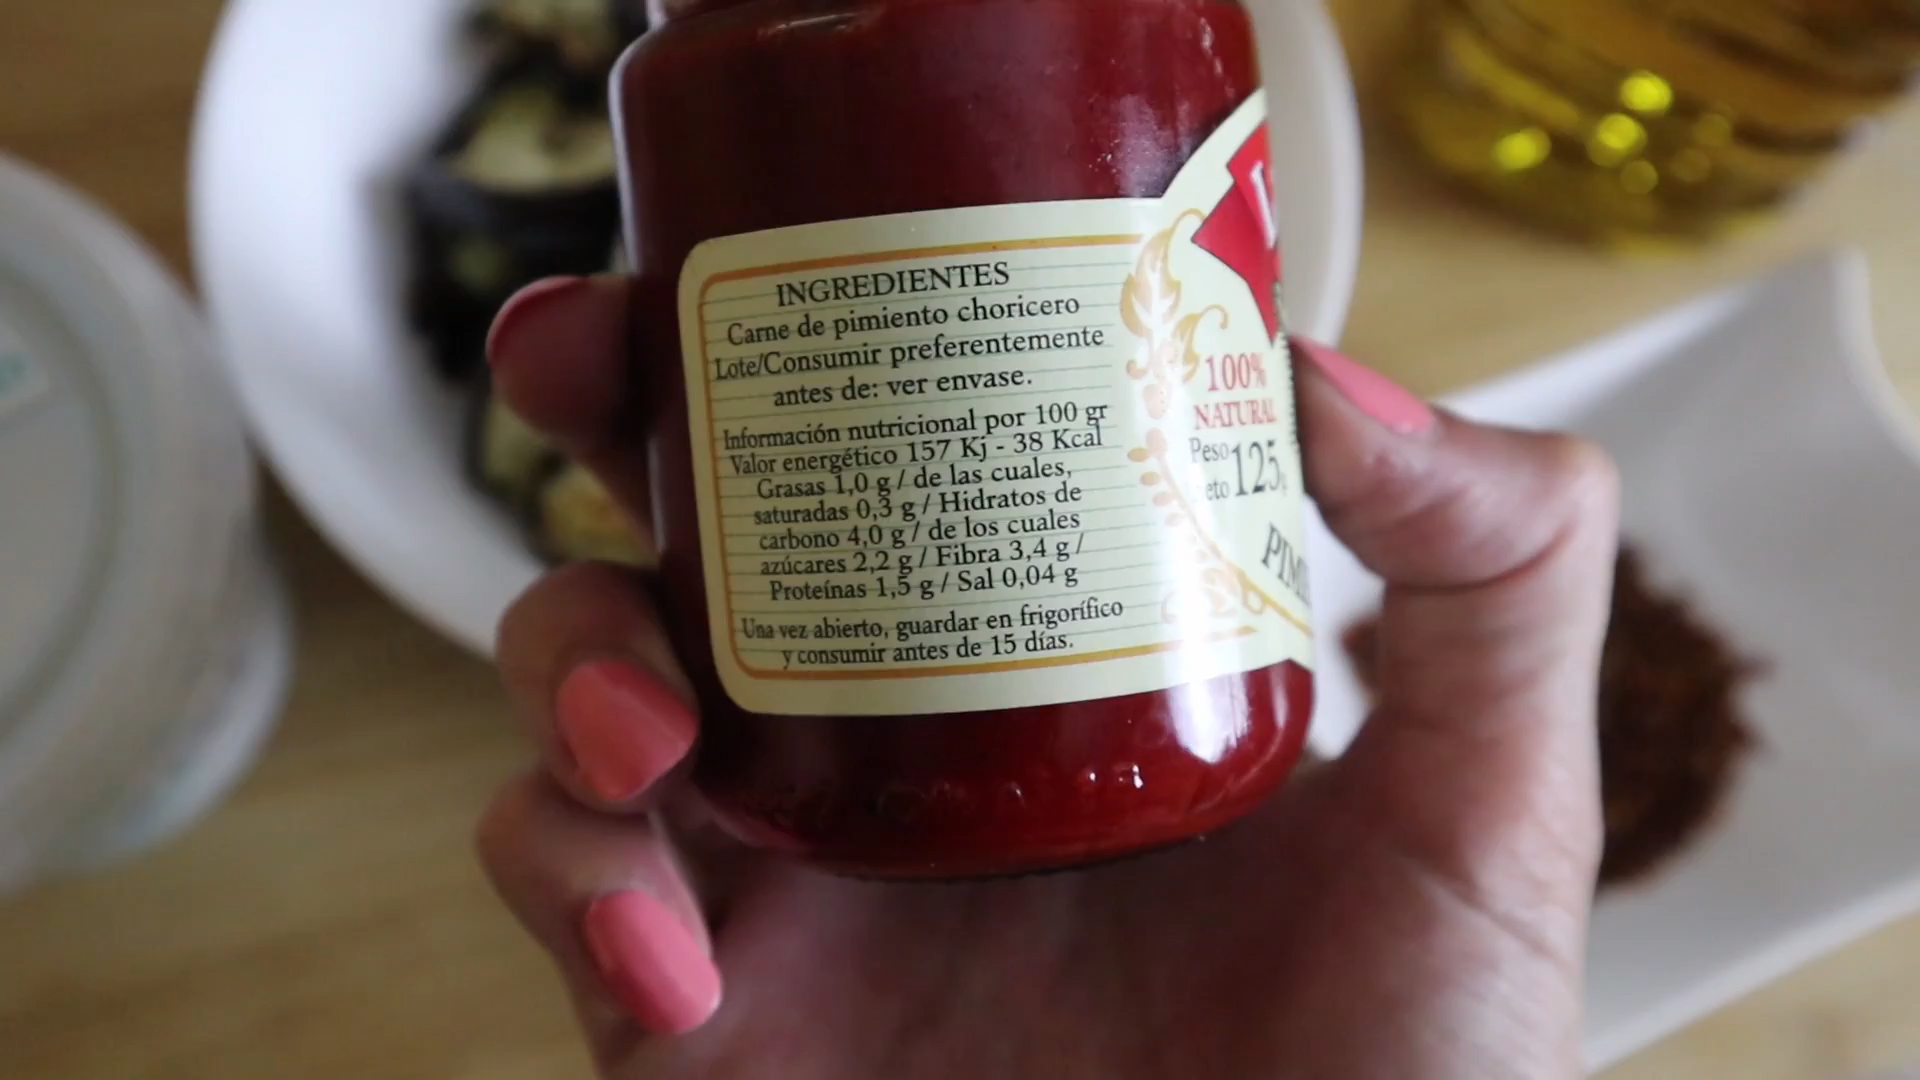 INGREDIENTES
Carne de pimiento choricero
Lote/Consumir preferentemente
antes de: ver envase.
Información nutricional por 100 gr
Valor energético 157 Kj - 38 Kcal
Grasas 1,0 g / de las cuales,
saturadas 0,3 g / Hidratos de
carbono 4,0 g / de los cuales
azúcares 2,2 g / Fibra 3,4 g /
Proteínas 1,5 g / Sal 0,04 g
Una vez abierto, guardar en frigorífico
y consumir antes de 15 días.
100%
NATURAL
Peso
125